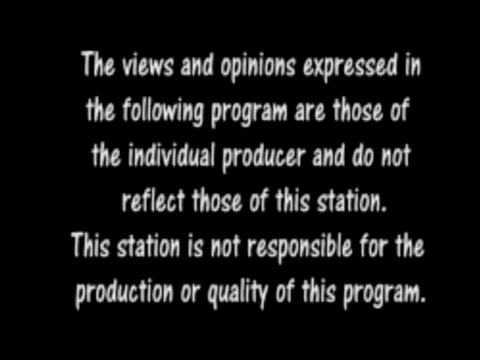 The views and opinions expressed in
the following program are those of
the individual producer and do not
reflect those of this station.
This station is not responsible for the
production or quality of this program.